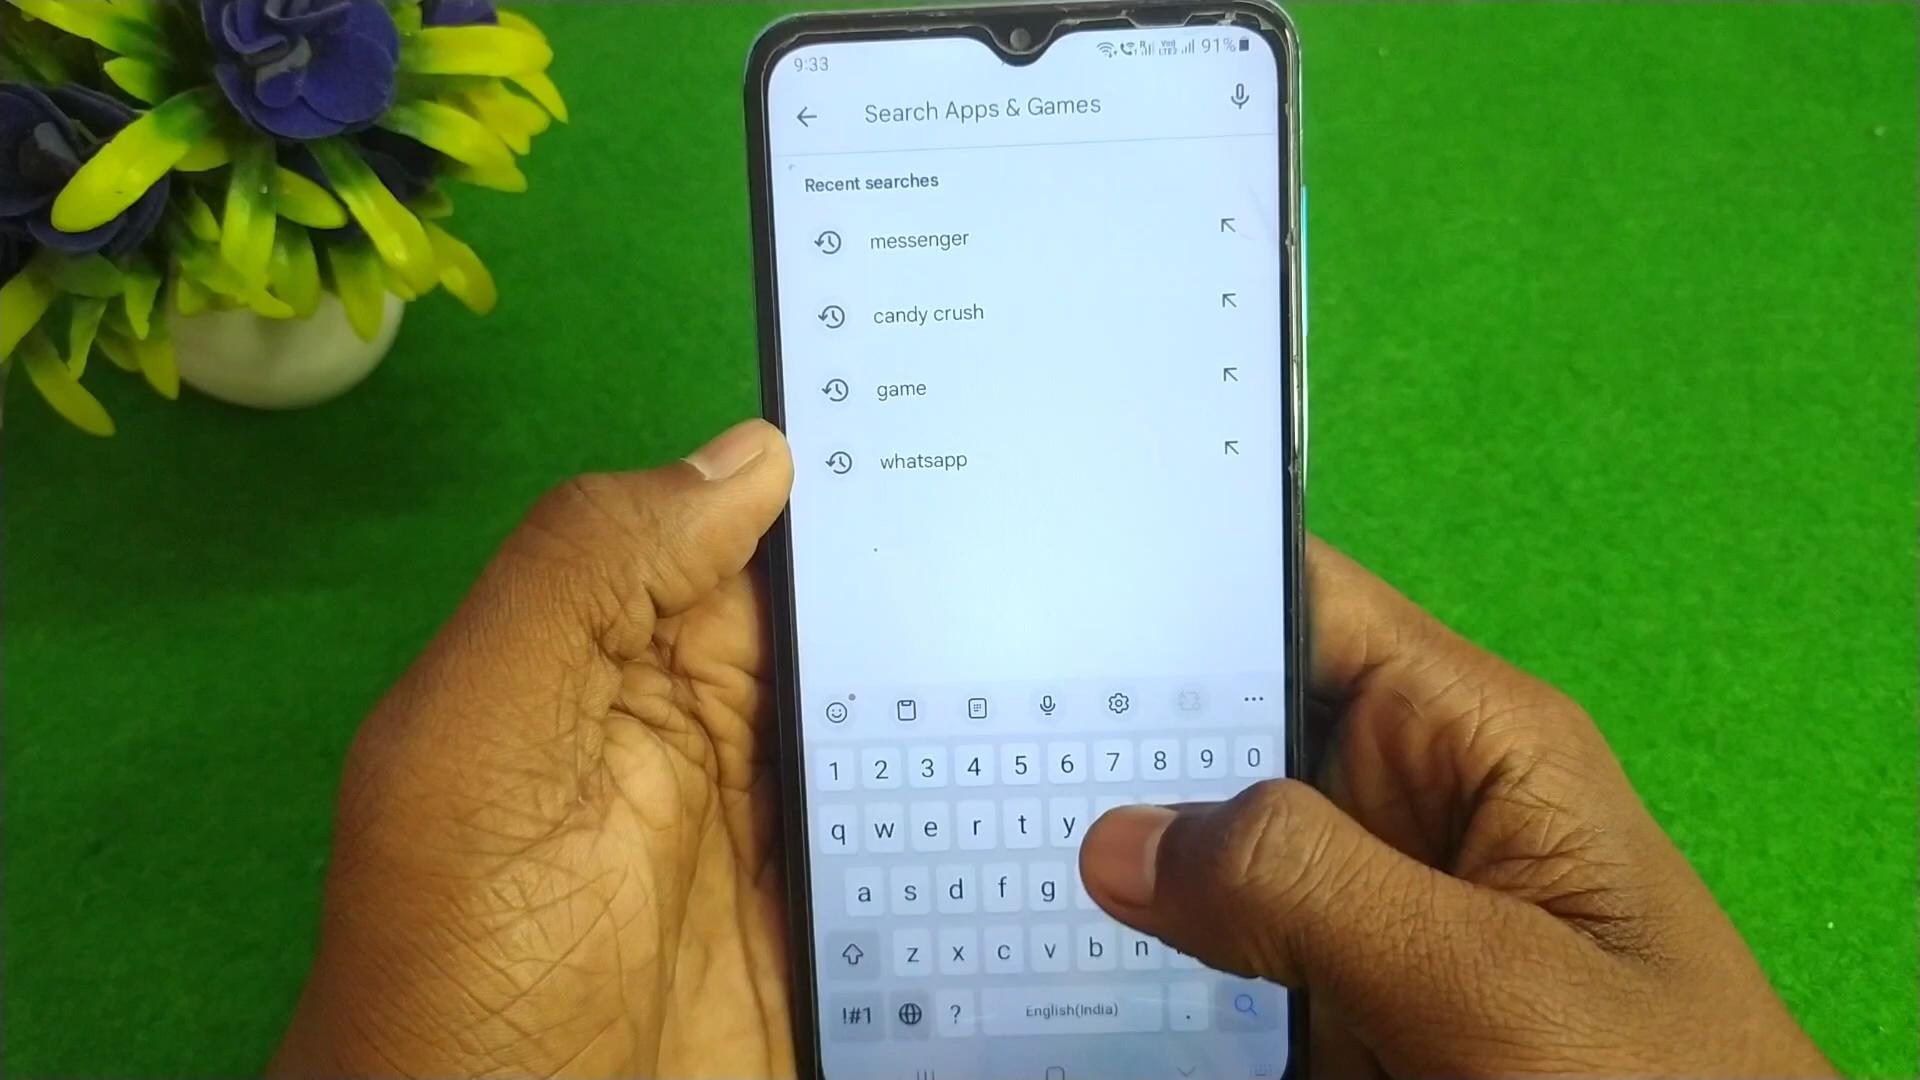 9:33 91%
Search Apps & Games
Recent searches
messenger
candy crush
game
whatsapp
1 2 3 4 5 6 7 8 9 0
q w e r t y
a s d f g
z x c v b n
!#1 ? English(India) .